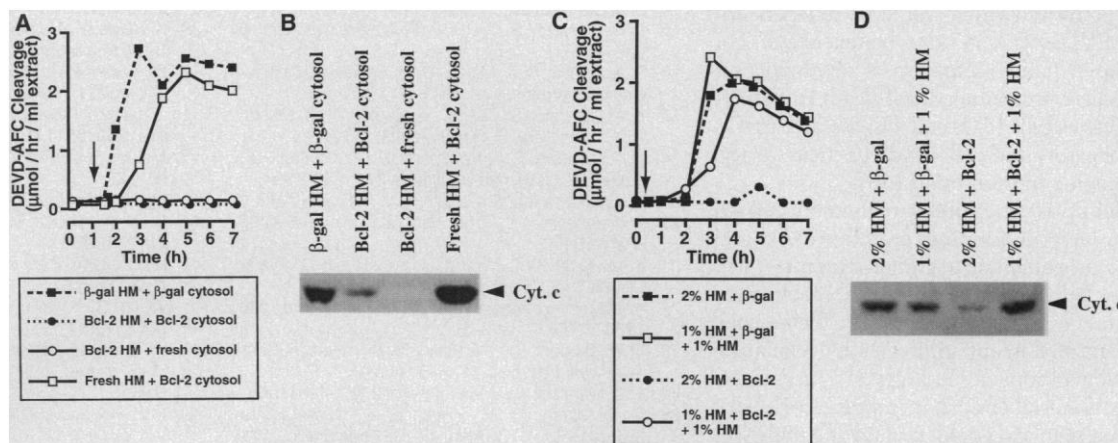 A
DEVD-AFC Cleavage
(µmol / hr / ml extract)
3
2
1
0
0 1 2 3 4 5 6 7
Time (h)
β-gal HM + β-gal cytosol
Bcl-2 HM + Bcl-2 cytosol
Bcl-2 HM + fresh cytosol
Fresh HM + Bcl-2 cytosol
B
β-gal HM + β-gal cytosol
Bcl-2 HM + Bcl-2 cytosol
Bcl-2 HM + fresh cytosol
Fresh HM + Bcl-2 cytosol
Cyt. c
C
DEVD-AFC Cleavage
(µmol / hr / ml extract)
3
2
1
0
0 1 2 3 4 5 6 7
Time (h)
2% HM + β-gal
1% HM + β-gal
+ 1% HM
2% HM + Bcl-2
1% HM + Bcl-2
+ 1% HM
D
2% HM + β-gal
1% HM + β-gal + 1% HM
2% HM + Bcl-2
1% HM + Bcl-2 + 1% HM
Cyt. c